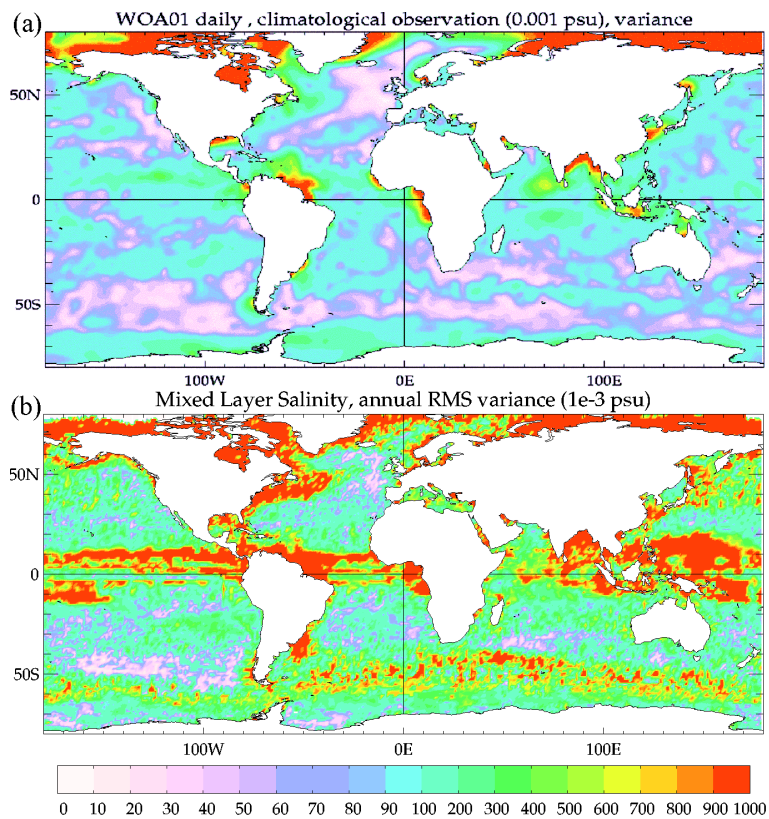 (a)
WOA01 daily , climatological observation (0.001 psu), variance
50N
0
50S
100W 0E 100E
(b)
Mixed Layer Salinity, annual RMS variance (1e-3 psu)
50N
0
50S
100W 0E 100E
0 10 20 30 40 50 60 70 80 90 100 200 300 400 500 600 700 800 900 1000